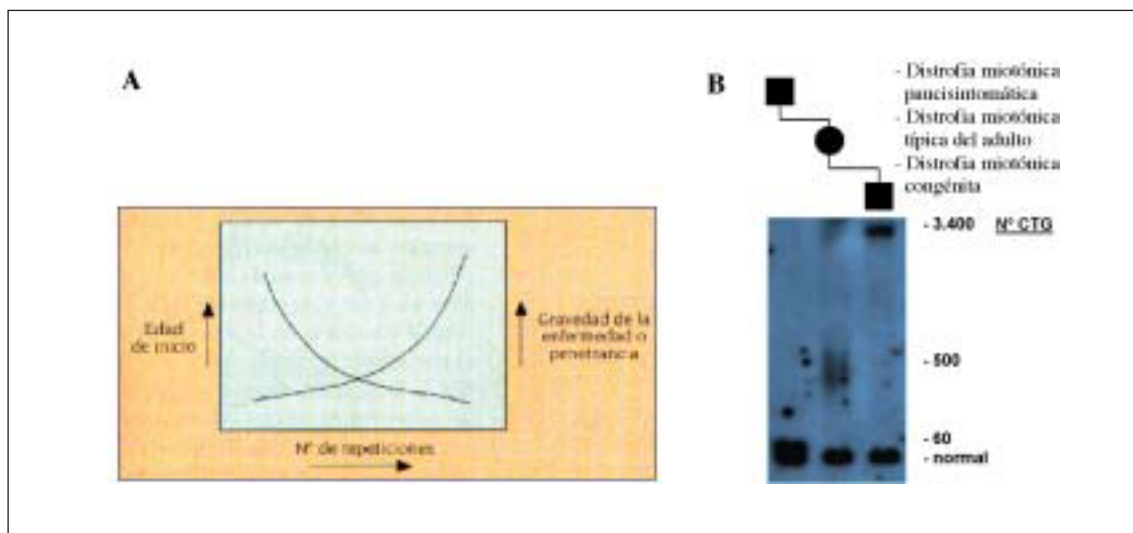 A
Edad
de inicio
Gravedad de la
enfermedad o
penetrancia
Nº de repeticiones
B
- Distrofia miotónica
paucisintomática
- Distrofia miotónica
típica del adulto
- Distrofia miotónica
congénita
- 3.400 Nº CTG
- 500
- 60
- normal